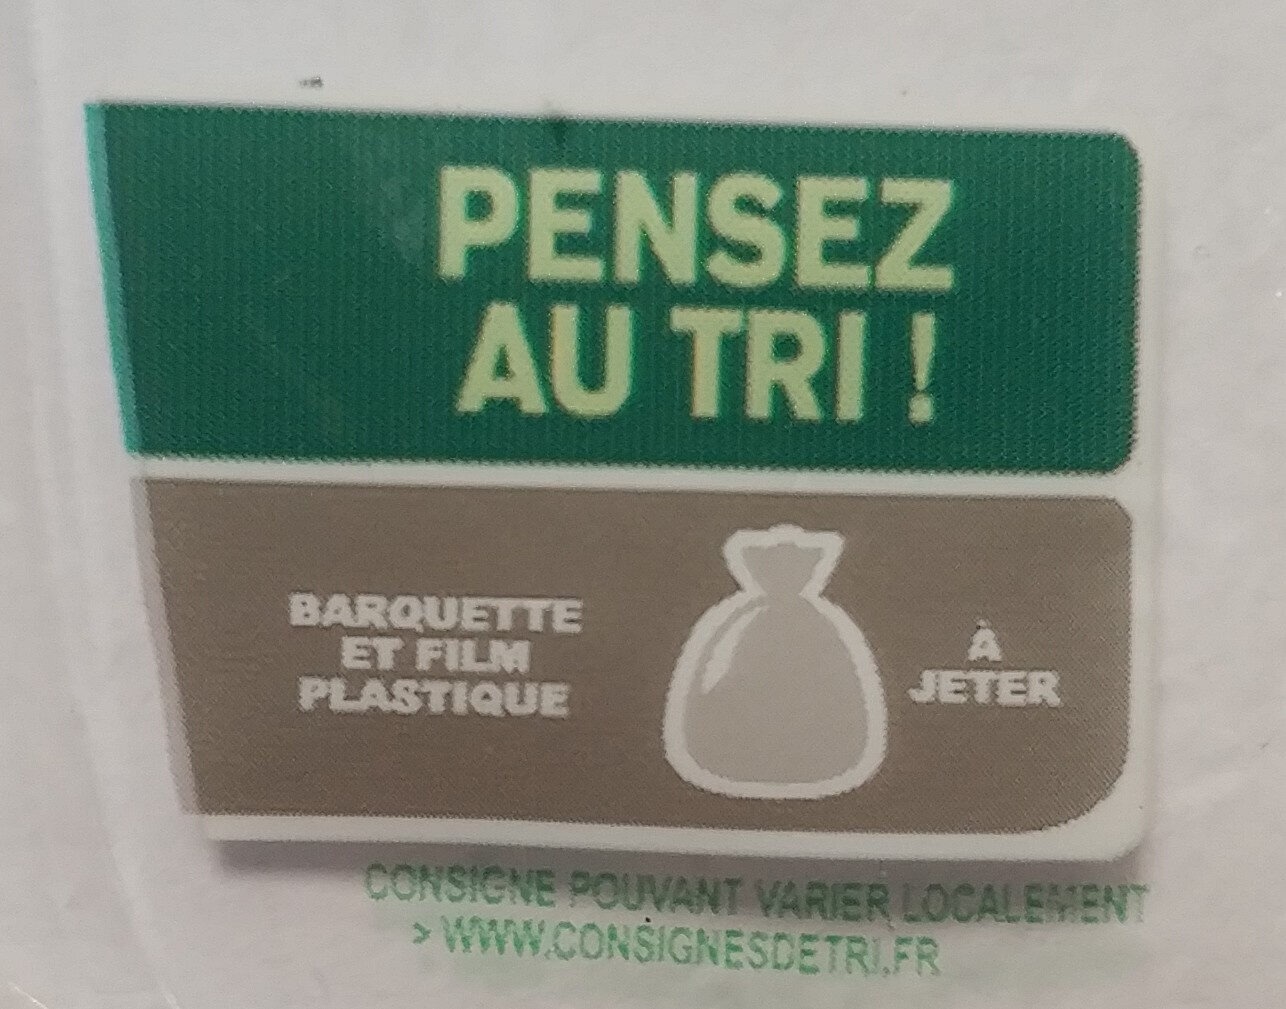 PENSEZ
AU TRI !
BARQUETTE
ET FILM
PLASTIQUE
À
JETER
CONSIGNE POUVANT VARIER LOCALEMENT
> WWW.CONSIGNESDETRI.FR